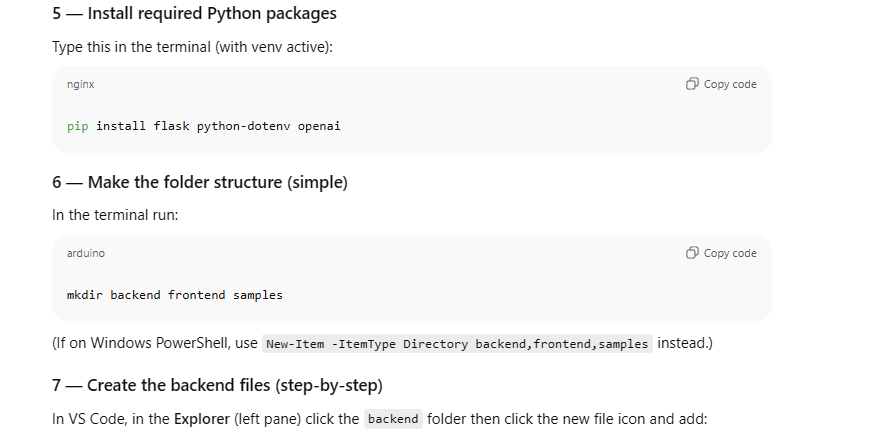 5 — Install required Python packages
Type this in the terminal (with venv active):
nginx
Copy code
pip install flask python-dotenv openai
6 — Make the folder structure (simple)
In the terminal run:
arduino
Copy code
mkdir backend frontend samples
(If on Windows PowerShell, use New-Item -ItemType Directory backend,frontend,samples instead.)
7 — Create the backend files (step-by-step)
In VS Code, in the Explorer (left pane) click the backend folder then click the new file icon and add: